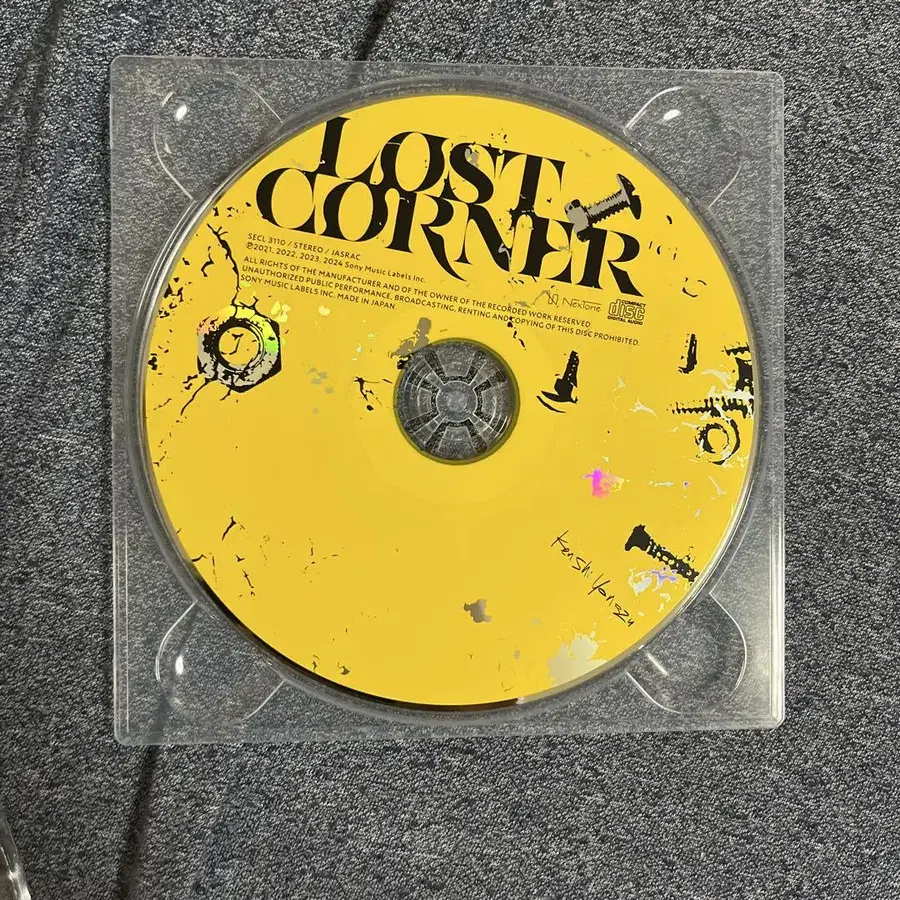 LOST
CORNER
SECL 3110 / STEREO / JASRAC
℗2021, 2022, 2023, 2024 Sony Music Labels Inc.
ALL RIGHTS OF THE MANUFACTURER AND OF THE OWNER OF THE RECORDED WORK RESERVED
UNAUTHORIZED PUBLIC PERFORMANCE, BROADCASTING, RENTING AND COPYING OF THIS DISC PROHIBITED.
SONY MUSIC LABELS INC. MADE IN JAPAN.
NexTone
COMPACT
disc
DIGITAL AUDIO
Kenshi Yonezu